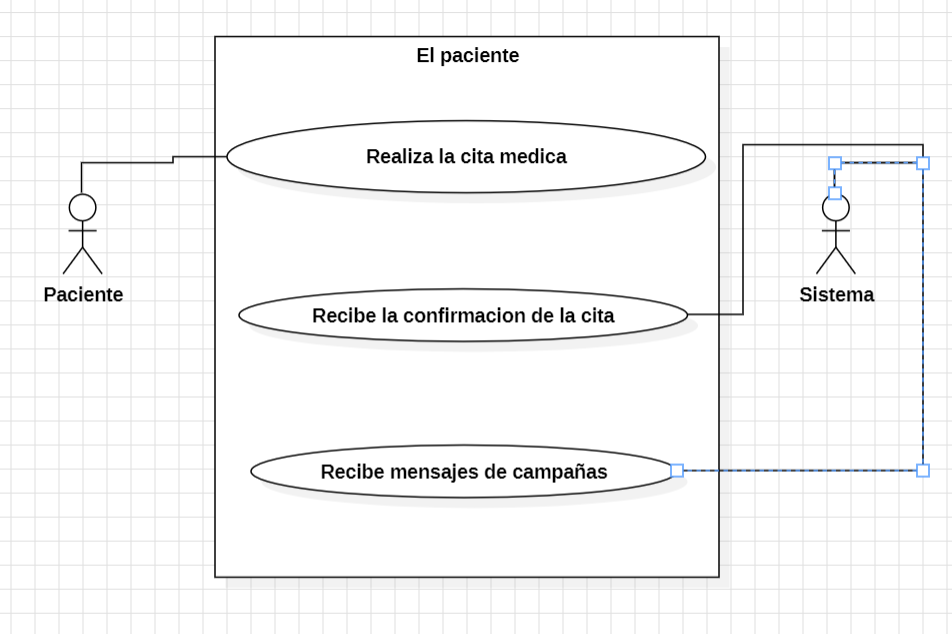 El paciente
Realiza la cita medica
Paciente
Sistema
Recibe la confirmacion de la cita
Recibe mensajes de campañas